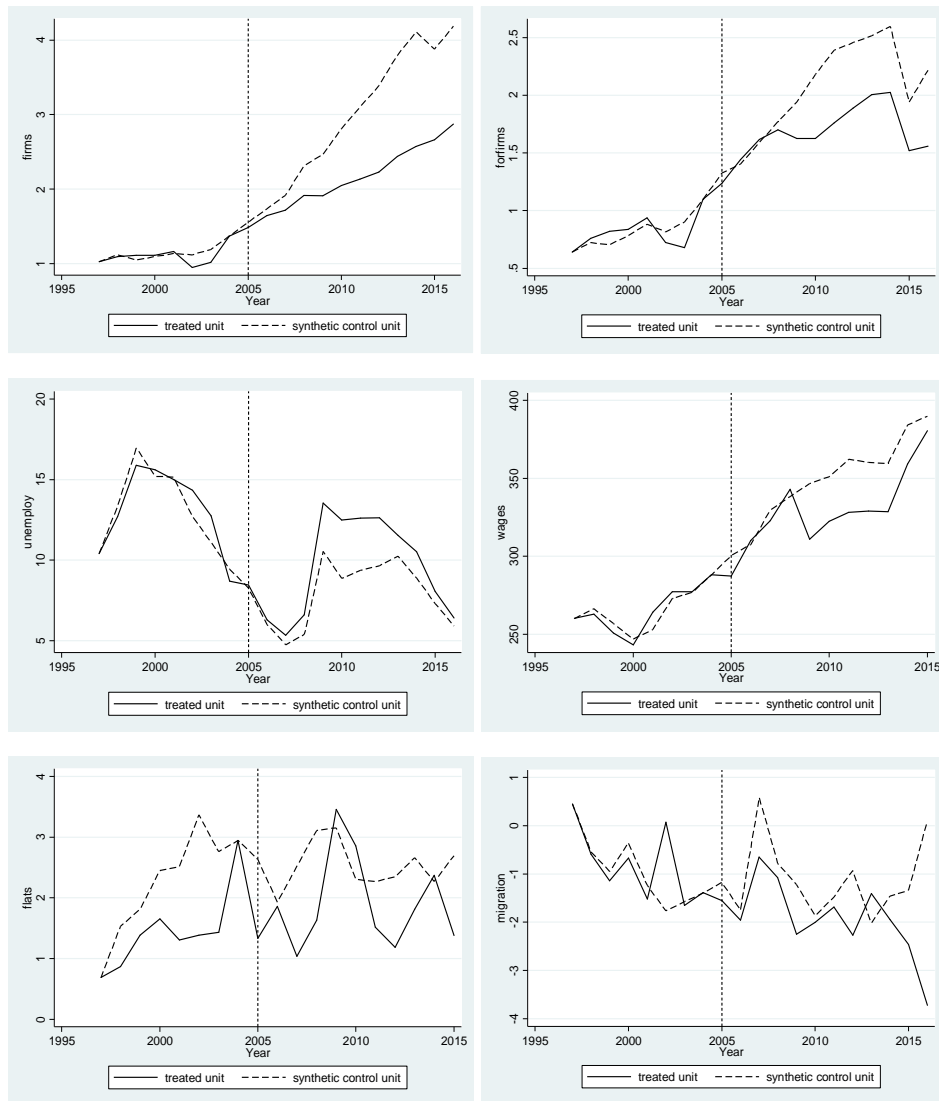 firms
4
3
2
1
1995 2000 2005 2010 2015
Year
treated unit synthetic control unit
forfirms
2.5
2
1.5
1
.5
1995 2000 2005 2010 2015
Year
treated unit synthetic control unit
unemploy
20
15
10
5
1995 2000 2005 2010 2015
Year
treated unit synthetic control unit
wages
400
350
300
250
1995 2000 2005 2010 2015
Year
treated unit synthetic control unit
flats
4
3
2
1
0
1995 2000 2005 2010 2015
Year
treated unit synthetic control unit
migration
1
0
-1
-2
-3
-4
1995 2000 2005 2010 2015
Year
treated unit synthetic control unit